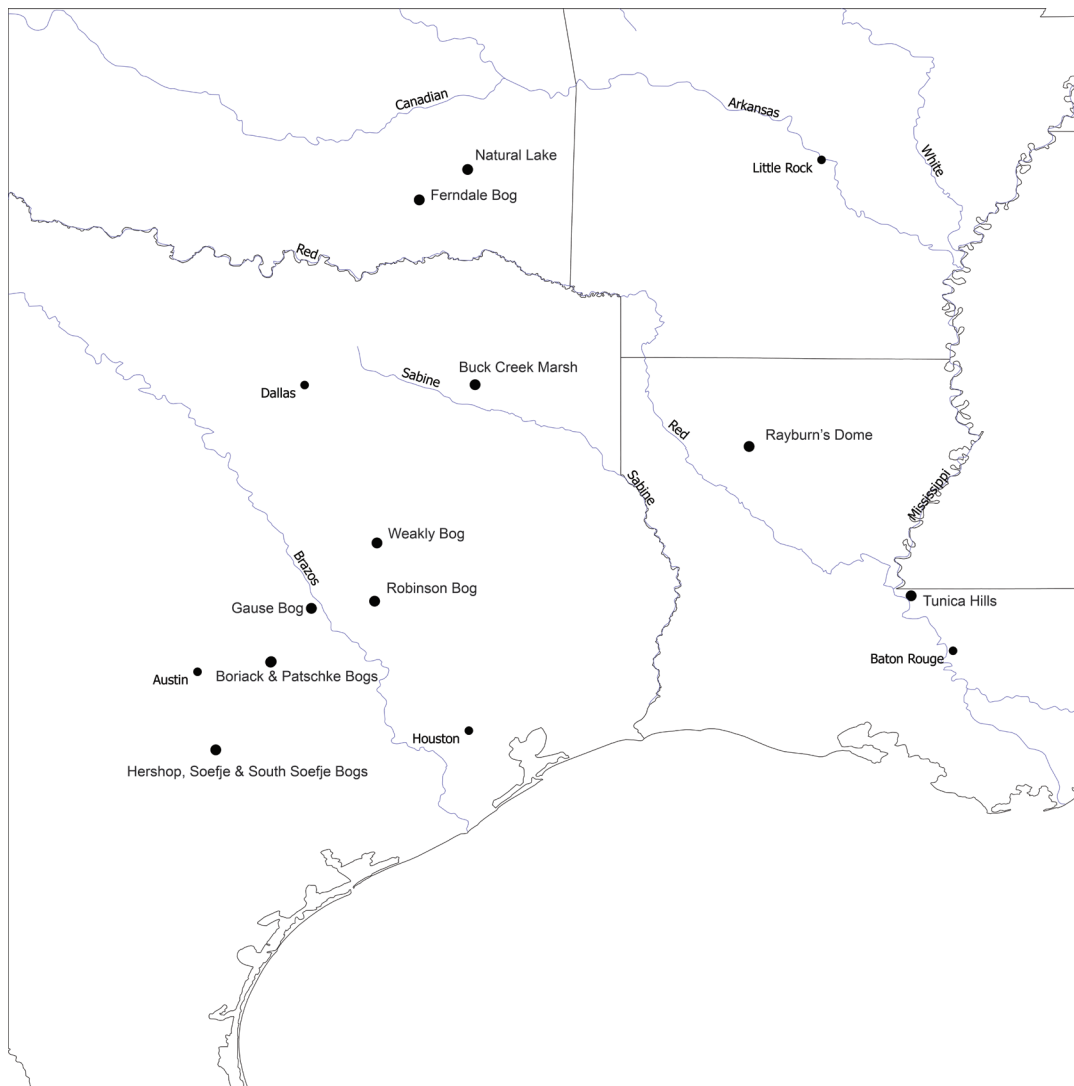 Canadian
Arkansas
Natural Lake
White
Little Rock
Ferndale Bog
Red
Buck Creek Marsh
Sabine
Dallas
Red
Rayburn’s Dome
Sabine
Mississippi
Weakly Bog
Brazos
Robinson Bog
Gause Bog
Tunica Hills
Baton Rouge
Austin
Boriack & Patschke Bogs
Houston
Hershop, Soefje & South Soefje Bogs